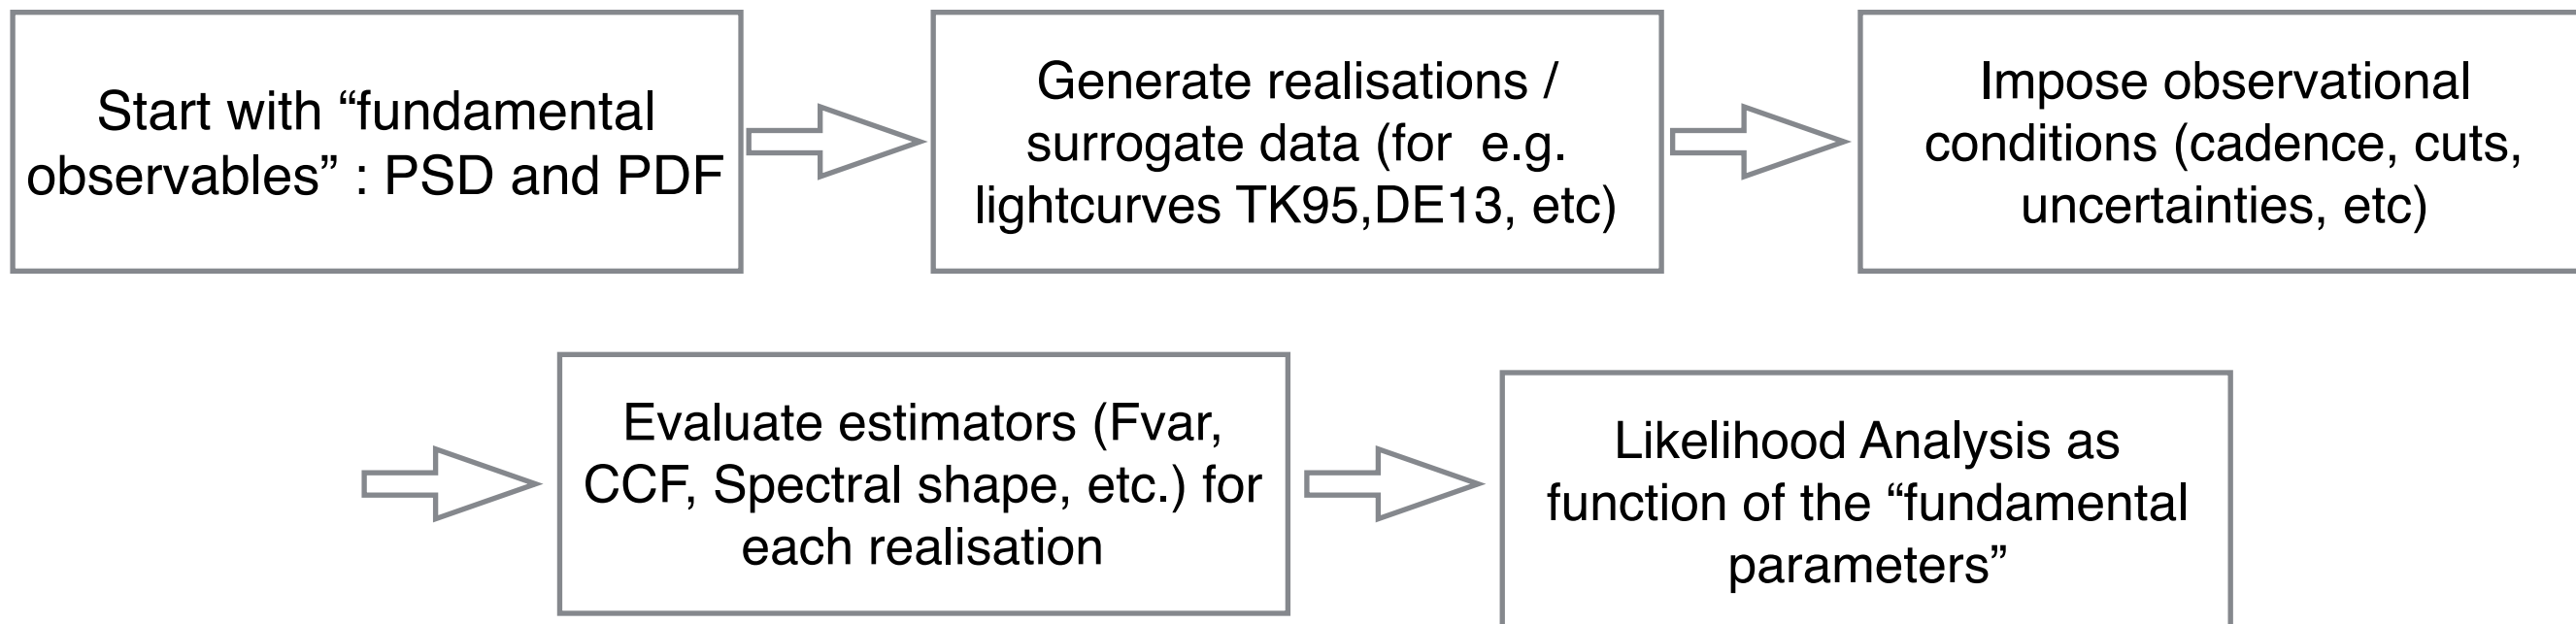 Start with “fundamental
observables” : PSD and PDF
Generate realisations /
surrogate data (for  e.g.
lightcurves TK95,DE13, etc)
Impose observational
conditions (cadence, cuts,
uncertainties, etc)
Evaluate estimators (Fvar,
CCF, Spectral shape, etc.) for
each realisation
Likelihood Analysis as
function of the “fundamental
parameters”